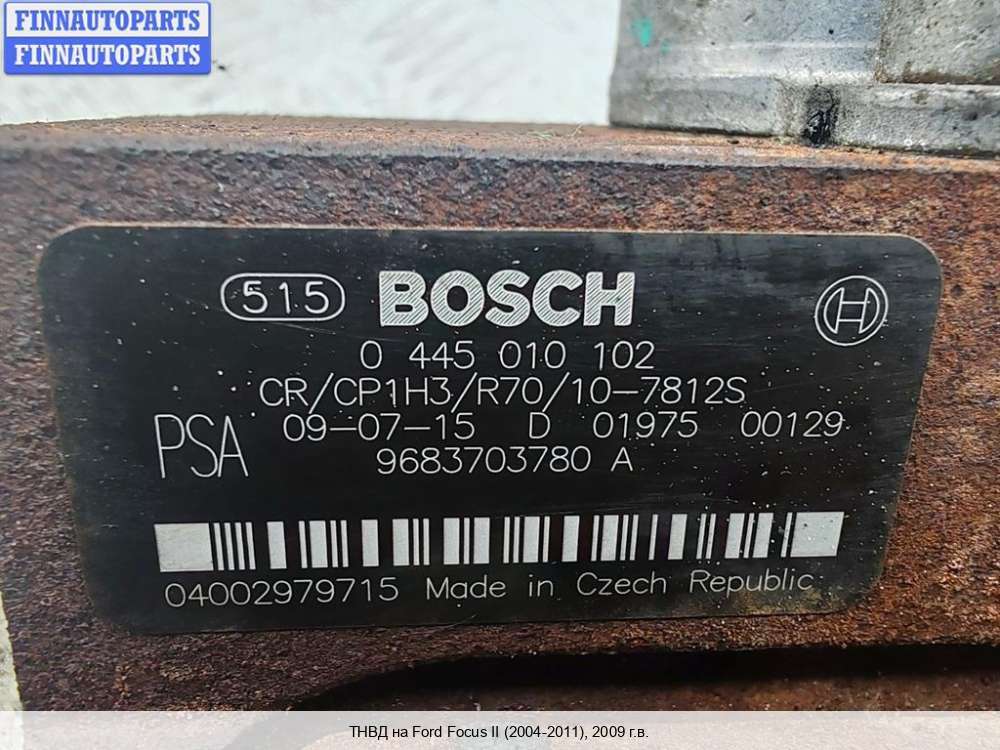 FINNAUTOPARTS
FINNAUTOPARTS
515 BOSCH
0 445 010 102
CR/CP1H3/R70/10-7812S
PSA
09-07-15 D 01975 00129
9683703780 A
04002979715 Made in Czech Republic
ТНВД на Ford Focus II (2004-2011), 2009 г.в.